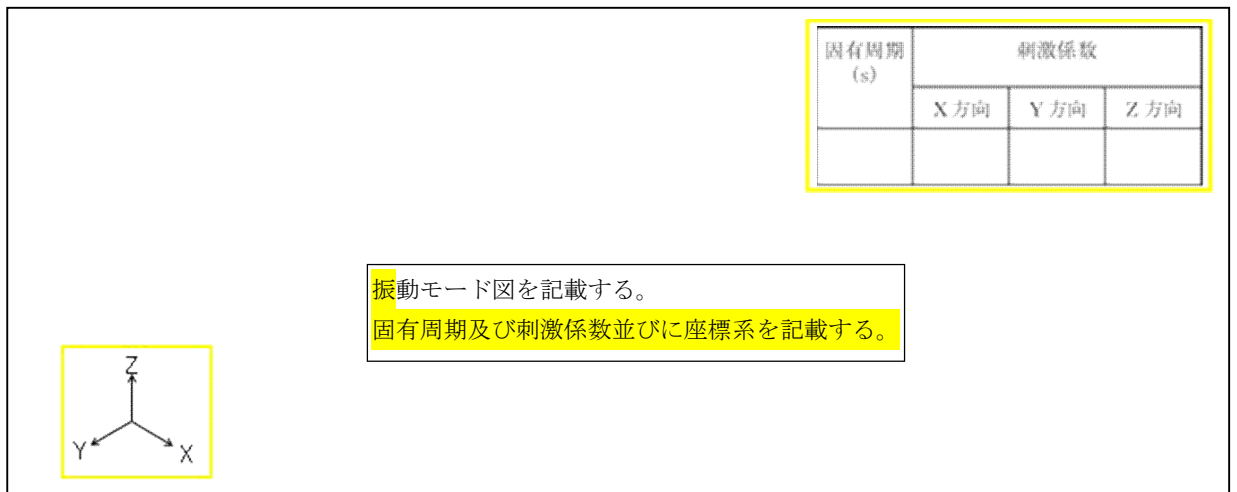 固有周期
(s)
刺激係数
X方向 Y方向 Z方向
振動モード図を記載する。
固有周期及び刺激係数並びに座標系を記載する。
Z
Y
X